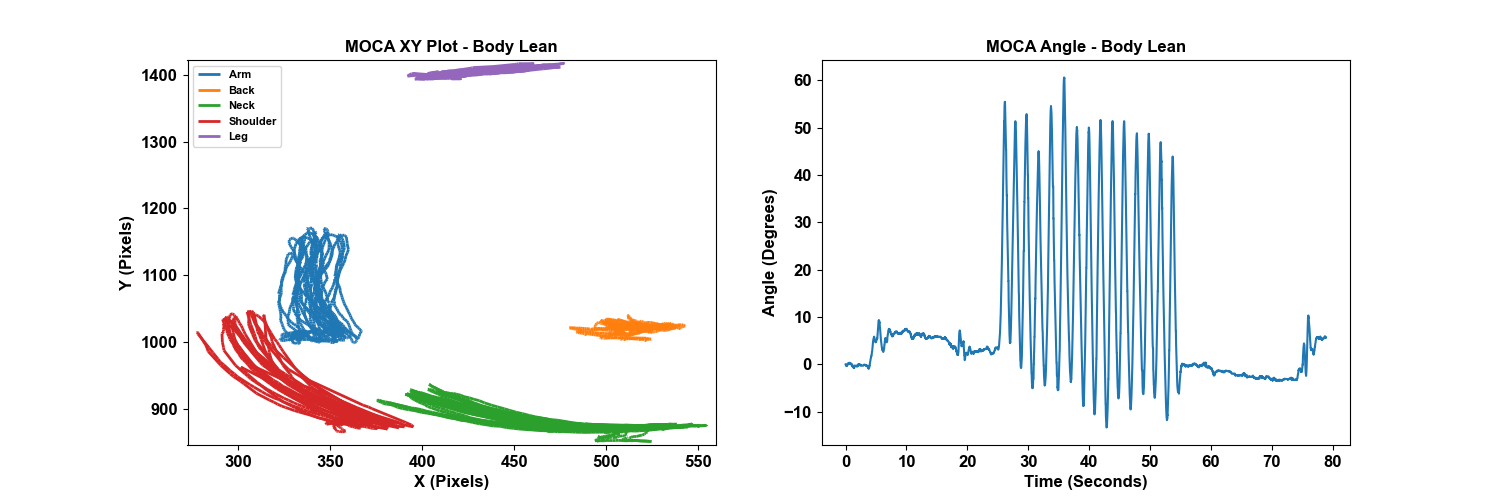 MOCA XY Plot - Body Lean
Y (Pixels)
1400
1300
1200
1100
1000
900
Arm
Back
Neck
Shoulder
Leg
300 350 400 450 500 550
X (Pixels)
MOCA Angle - Body Lean
Angle (Degrees)
60
50
40
30
20
10
0
−10
0 10 20 30 40 50 60 70 80
Time (Seconds)